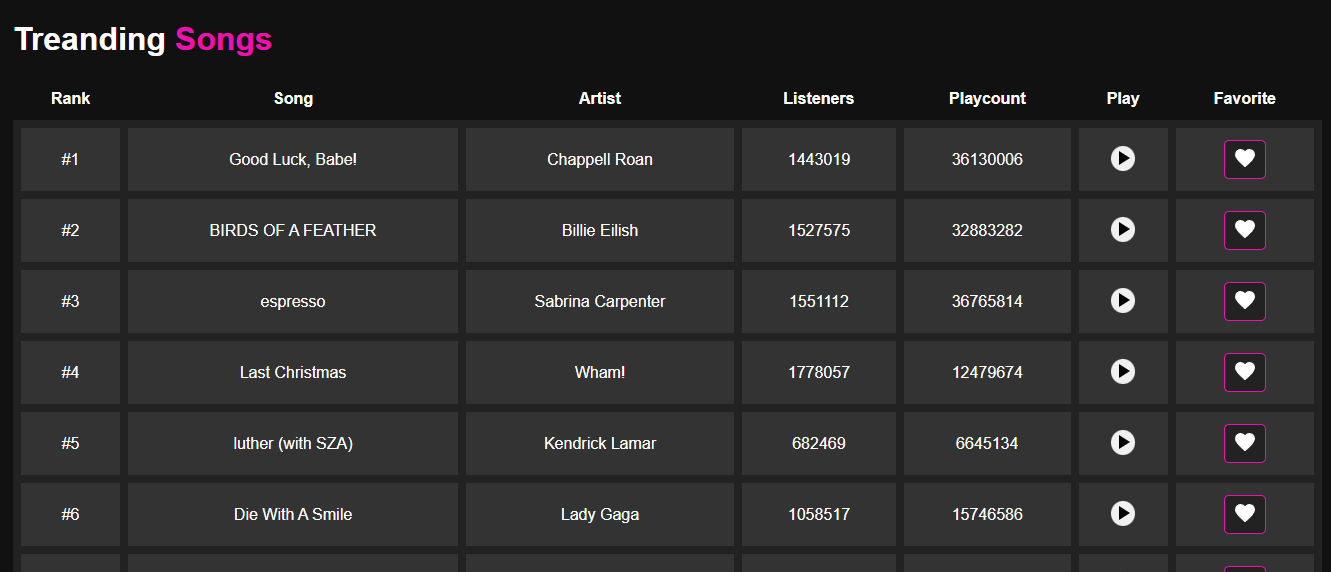 Treanding Songs
Rank Song Artist Listeners Playcount Play Favorite
#1 Good Luck, Babe! Chappell Roan 1443019 36130006
#2 BIRDS OF A FEATHER Billie Eilish 1527575 32883282
#3 espresso Sabrina Carpenter 1551112 36765814
#4 Last Christmas Wham! 1778057 12479674
#5 luther (with SZA) Kendrick Lamar 682469 6645134
#6 Die With A Smile Lady Gaga 1058517 15746586